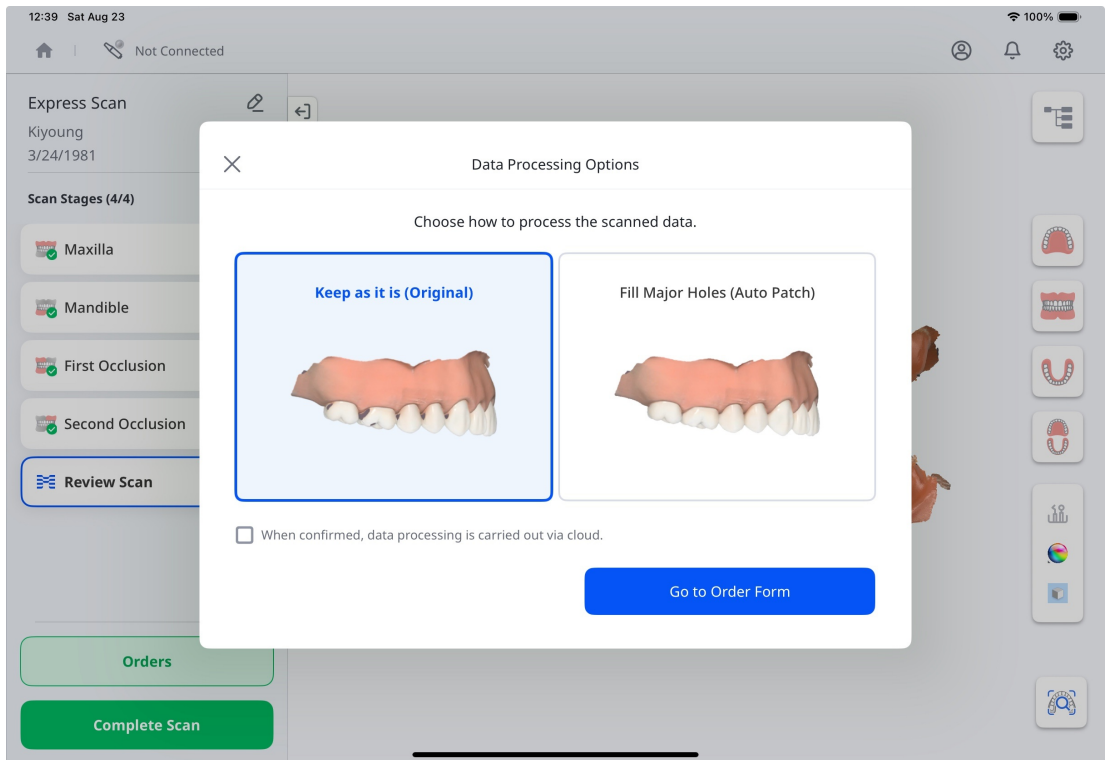 12:39 Sat Aug 23
100%
Not Connected
Express Scan
Kiyoung
3/24/1981
Scan Stages (4/4)
Maxilla
Mandible
First Occlusion
Second Occlusion
Review Scan
Orders
Complete Scan
Data Processing Options
Choose how to process the scanned data.
Keep as it is (Original)
Fill Major Holes (Auto Patch)
When confirmed, data processing is carried out via cloud.
Go to Order Form